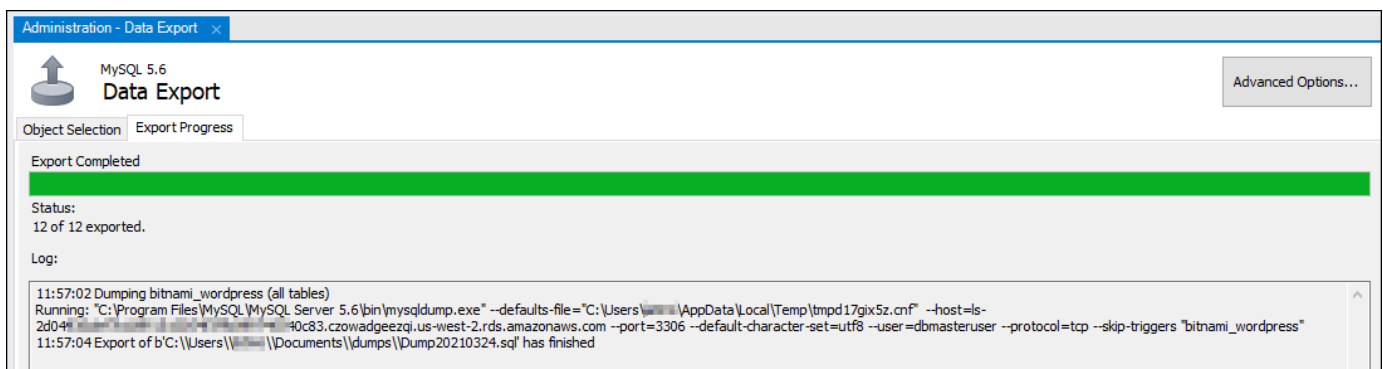 Administration - Data Export ×
MySQL 5.6
Data Export
Advanced Options...
Object Selection Export Progress
Export Completed
Status:
12 of 12 exported.
Log:
11:57:02 Dumping bitnami_wordpress (all tables)
Running: "C:\Program Files\MySQL\MySQL Server 5.6\bin\mysqldump.exe" --defaults-file="C:\Users\ \AppData\Local\Temp\tmpd17gix5z.cnf" --host=ls-
2d04 40c83.czowadgeezqi.us-west-2.rds.amazonaws.com --port=3306 --default-character-set=utf8 --user=dbmasteruser --protocol=tcp --skip-triggers "bitnami_wordpress"
11:57:04 Export of b'C:\\Users\\ \\Documents\\dumps\\Dump20210324.sql' has finished